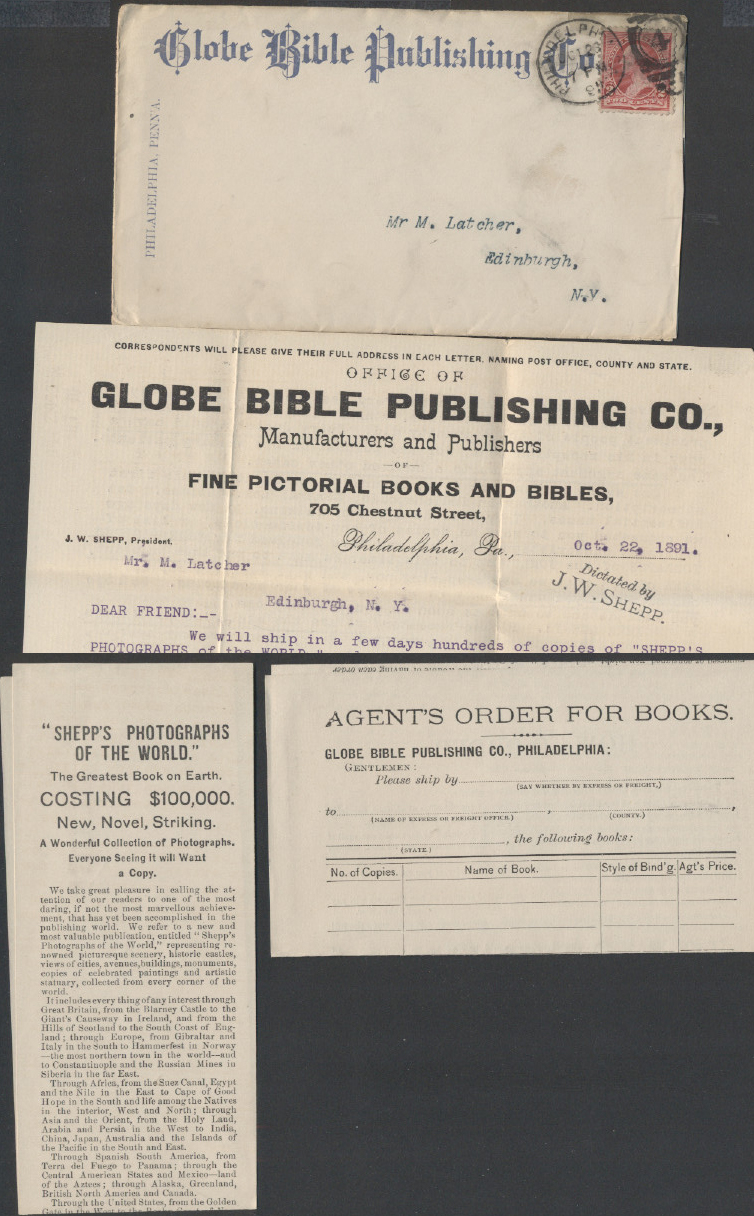 Globe Bible Publishing Co.
PHILADELPHIA, PENN'A.
PHILADELPHI
Mr M. Latcher,
Edinburgh,
N.Y.
CORRESPONDENTS WILL PLEASE GIVE THEIR FULL ADDRESS IN EACH LETTER, NAMING POST OFFICE, COUNTY AND STATE.
OFFICE OF
GLOBE BIBLE PUBLISHING CO.,
Manufacturers and Publishers
—OF—
FINE PICTORIAL BOOKS AND BIBLES,
705 Chestnut Street,
J. W. SHEPP, President.
Philadelphia, Pa., Oct. 22, 1891.
Mr. M. Latcher
Dictated by
J. W. SHEPP.
Edinburgh, N. Y.
DEAR FRIEND:--
We will ship in a few days hundreds of copies of "SHEPP'S
PHOTOGRAPHS of the WORLD,"
"SHEPP'S PHOTOGRAPHS
OF THE WORLD."
The Greatest Book on Earth.
COSTING $100,000.
New, Novel, Striking.
A Wonderful Collection of Photographs.
Everyone Seeing it will Want
a Copy.
We take great pleasure in calling the at-
tention of our readers to one of the most
daring, if not the most marvellous achieve-
ment, that has yet been accomplished in the
publishing world. We refer to a new and
most valuable publication, entitled "Shepp's
Photographs of the World," representing re-
nowned picturesque scenery, historic castles,
views of cities, avenues, buildings, monuments,
copies of celebrated paintings and artistic
statuary, collected from every corner of the
world.
It includes everything of any interest through
Great Britain, from the Blarney Castle to the
Giant's Causeway in Ireland, and from the
Hills of Scotland to the South Coast of Eng-
land; through Europe, from Gibraltar and
Italy in the South to Hammerfest in Norway
—the most northern town in the world—and
to Constantinople and the Russian Mines in
Siberia in the far East.
Through Africa, from the Suez Canal, Egypt
and the Nile in the East to Cape of Good
Hope in the South and life among the Natives
in the interior, West and North; through
Asia and the Orient, from the Holy Land,
Arabia and Persia in the West to India,
China, Japan, Australia and the Islands of
the Pacific in the South and East.
Through Spanish South America, from
Terra del Fuego to Panama; through the
Central American States and Mexico—land
of the Aztecs; through Alaska, Greenland,
British North America and Canada.
Through the United States, from the Golden
Gate in the West to the
AGENT'S ORDER FOR BOOKS.
GLOBE BIBLE PUBLISHING CO., PHILADELPHIA:
GENTLEMEN:
Please ship by
(SAY WHETHER BY EXPRESS OR FREIGHT,)
to , ,
(NAME OF EXPRESS OR FREIGHT OFFICE.) (COUNTY.)
, the following books:
(STATE.)
No. of Copies. Name of Book. Style of Bind'g. Agt's Price.